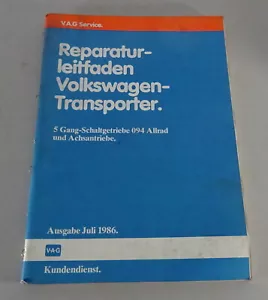 V.A.G Service.
Reparatur-
leitfaden
Volkswagen-
Transporter.
5 Gang-Schaltgetriebe 094 Allrad
und Achsantriebe.
Ausgabe Juli 1986.
V·A·G
Kundendienst.